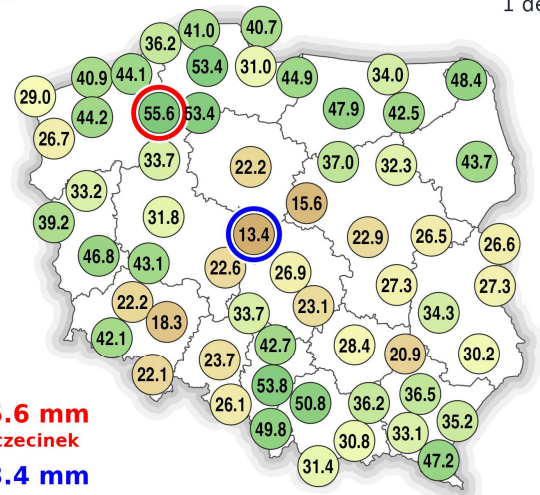 1 de
41.0 40.7
36.2
53.4 31.0
40.9 44.1 44.9 34.0 48.4
29.0
44.2 55.6 53.4 47.9 42.5
26.7
33.7 22.2 37.0 32.3 43.7
33.2 15.6
39.2 31.8
13.4 22.9 26.5 26.6
46.8 43.1 22.6 26.9
27.3 27.3
22.2 23.1
18.3 33.7 34.3
42.1 42.7 28.4 20.9 30.2
22.1 23.7
53.8 36.5
26.1 50.8 36.2
49.8 35.2
30.8 33.1
31.4 47.2
.6 mm
czecinek
.4 mm